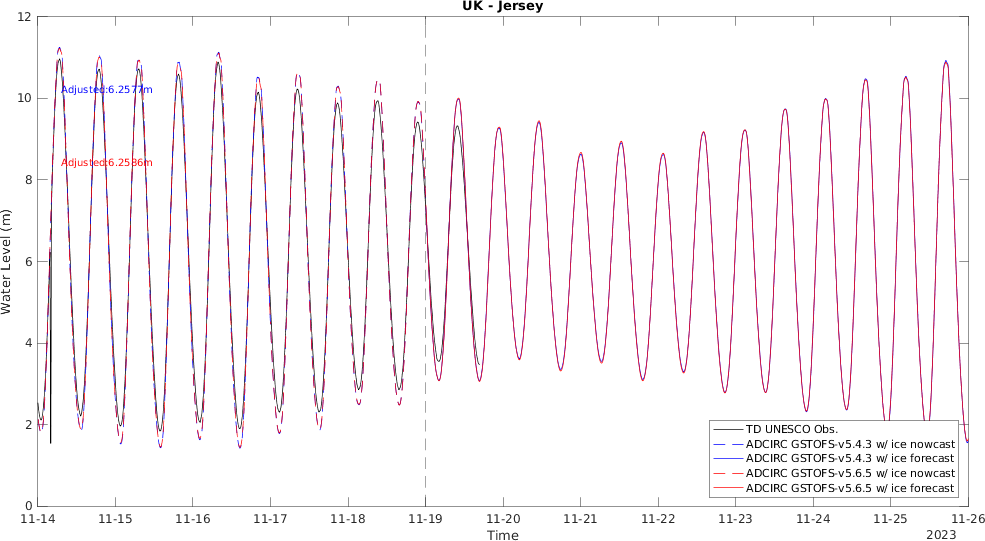 UK - Jersey
12
10
8
6
4
2
0
Water Level (m)
Adjusted:6.2577m
Adjusted:6.2586m
TD UNESCO Obs.
ADCIRC GSTOFS-v5.4.3 w/ ice nowcast
ADCIRC GSTOFS-v5.4.3 w/ ice forecast
ADCIRC GSTOFS-v5.6.5 w/ ice nowcast
ADCIRC GSTOFS-v5.6.5 w/ ice forecast
11-14 11-15 11-16 11-17 11-18 11-19 11-20 11-21 11-22 11-23 11-24 11-25 11-26
Time
2023